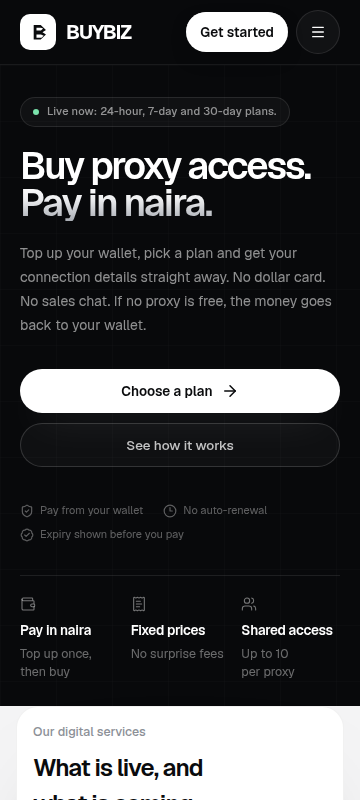 BUYBIZ
Get started
Live now: 24-hour, 7-day and 30-day plans.
Buy proxy access.
Pay in naira.
Top up your wallet, pick a plan and get your
connection details straight away. No dollar card.
No sales chat. If no proxy is free, the money goes
back to your wallet.
Choose a plan
See how it works
Pay from your wallet
No auto-renewal
Expiry shown before you pay
Pay in naira
Fixed prices
Shared access
Top up once,
then buy
No surprise fees
Up to 10
per proxy
Our digital services
What is live, and
what is coming